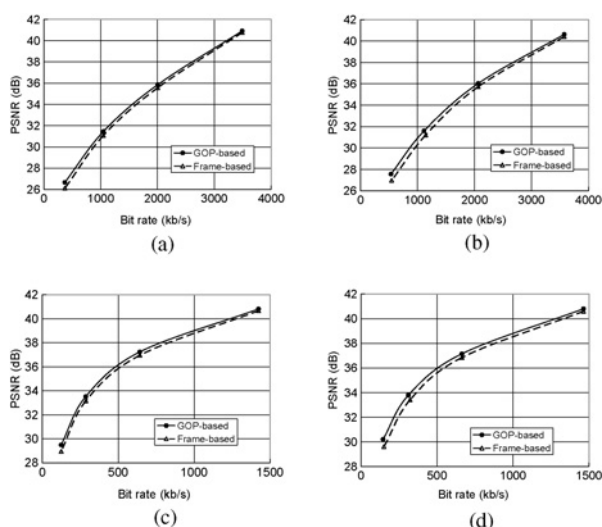 42
40
38
36
34
32
30
28
26
PSNR (dB)
GOP-based
Frame-based
0 1000 2000 3000 4000
Bit rate (kb/s)
(a)
42
40
38
36
34
32
30
28
26
PSNR (dB)
GOP-based
Frame-based
0 1000 2000 3000 4000
Bit rate (kb/s)
(b)
42
40
38
36
34
32
30
28
PSNR (dB)
GOP-based
Frame-based
0 500 1000 1500
Bit rate (kb/s)
(c)
42
40
38
36
34
32
30
28
PSNR (dB)
GOP-based
Frame-based
0 500 1000 1500
Bit rate (kb/s)
(d)